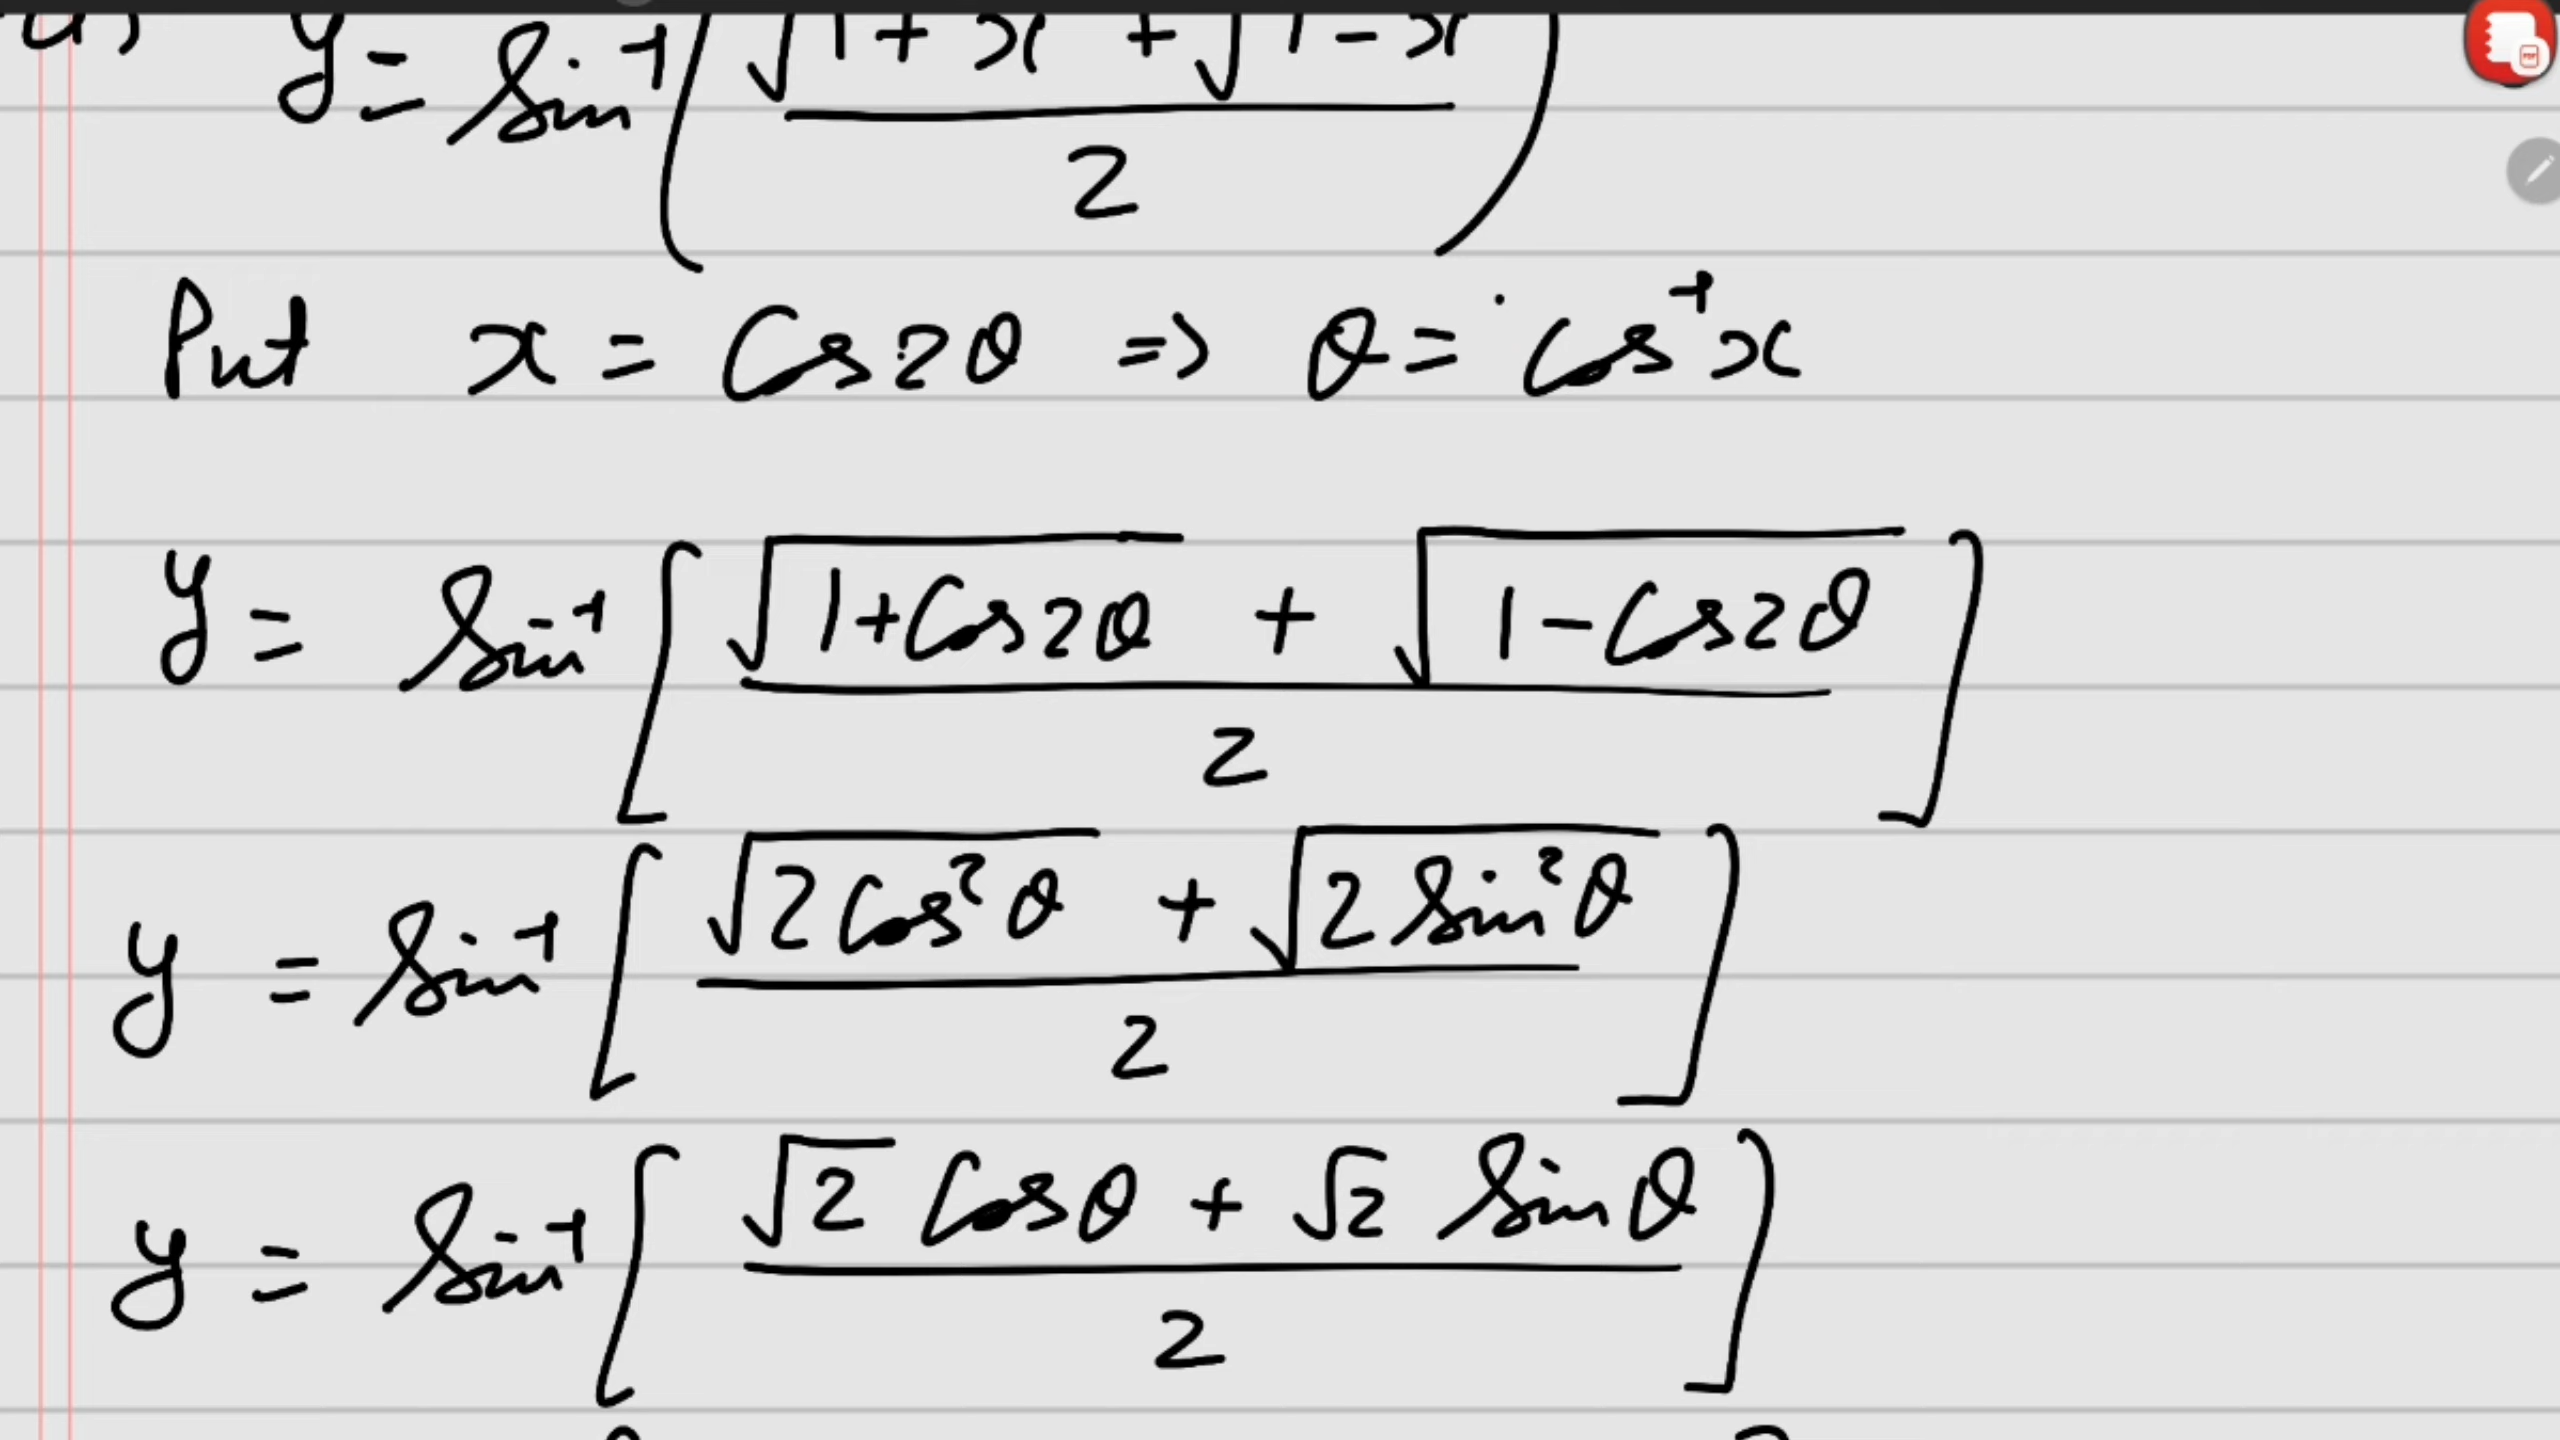 y = sin⁻¹(√1+x + √1-x / 2)
Put x = Cos2θ => θ = Cos⁻¹x
y = sin⁻¹[√1+Cos2θ + √1-Cos2θ / 2]
y = sin⁻¹[√2Cos²θ + √2sin²θ / 2]
y = sin⁻¹[√2 Cosθ + √2 Sinθ / 2]